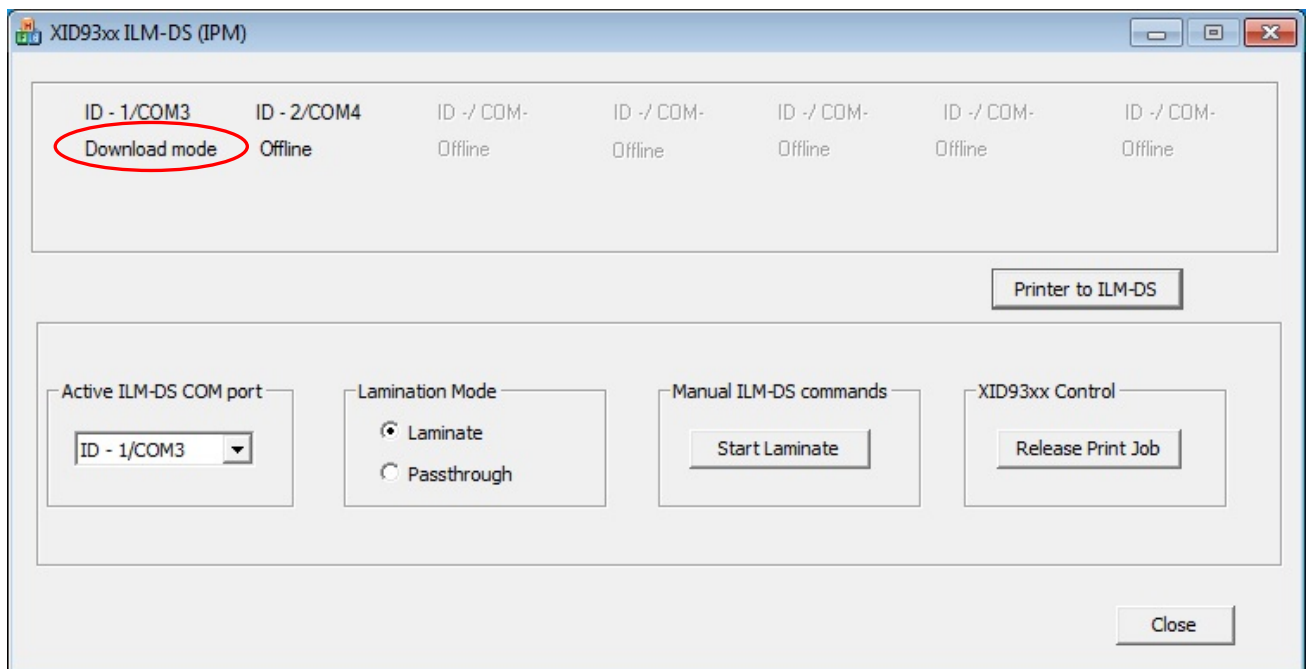 XID93xx ILM-DS (IPM)
ID - 1/COM3 ID - 2/COM4 ID -/ COM- ID -/ COM- ID -/ COM- ID -/ COM- ID -/ COM-
Download mode Offline Offline Offline Offline Offline Offline
Printer to ILM-DS
Active ILM-DS COM port Lamination Mode Manual ILM-DS commands XID93xx Control
Laminate
ID - 1/COM3 Start Laminate Release Print Job
Passthrough
Close